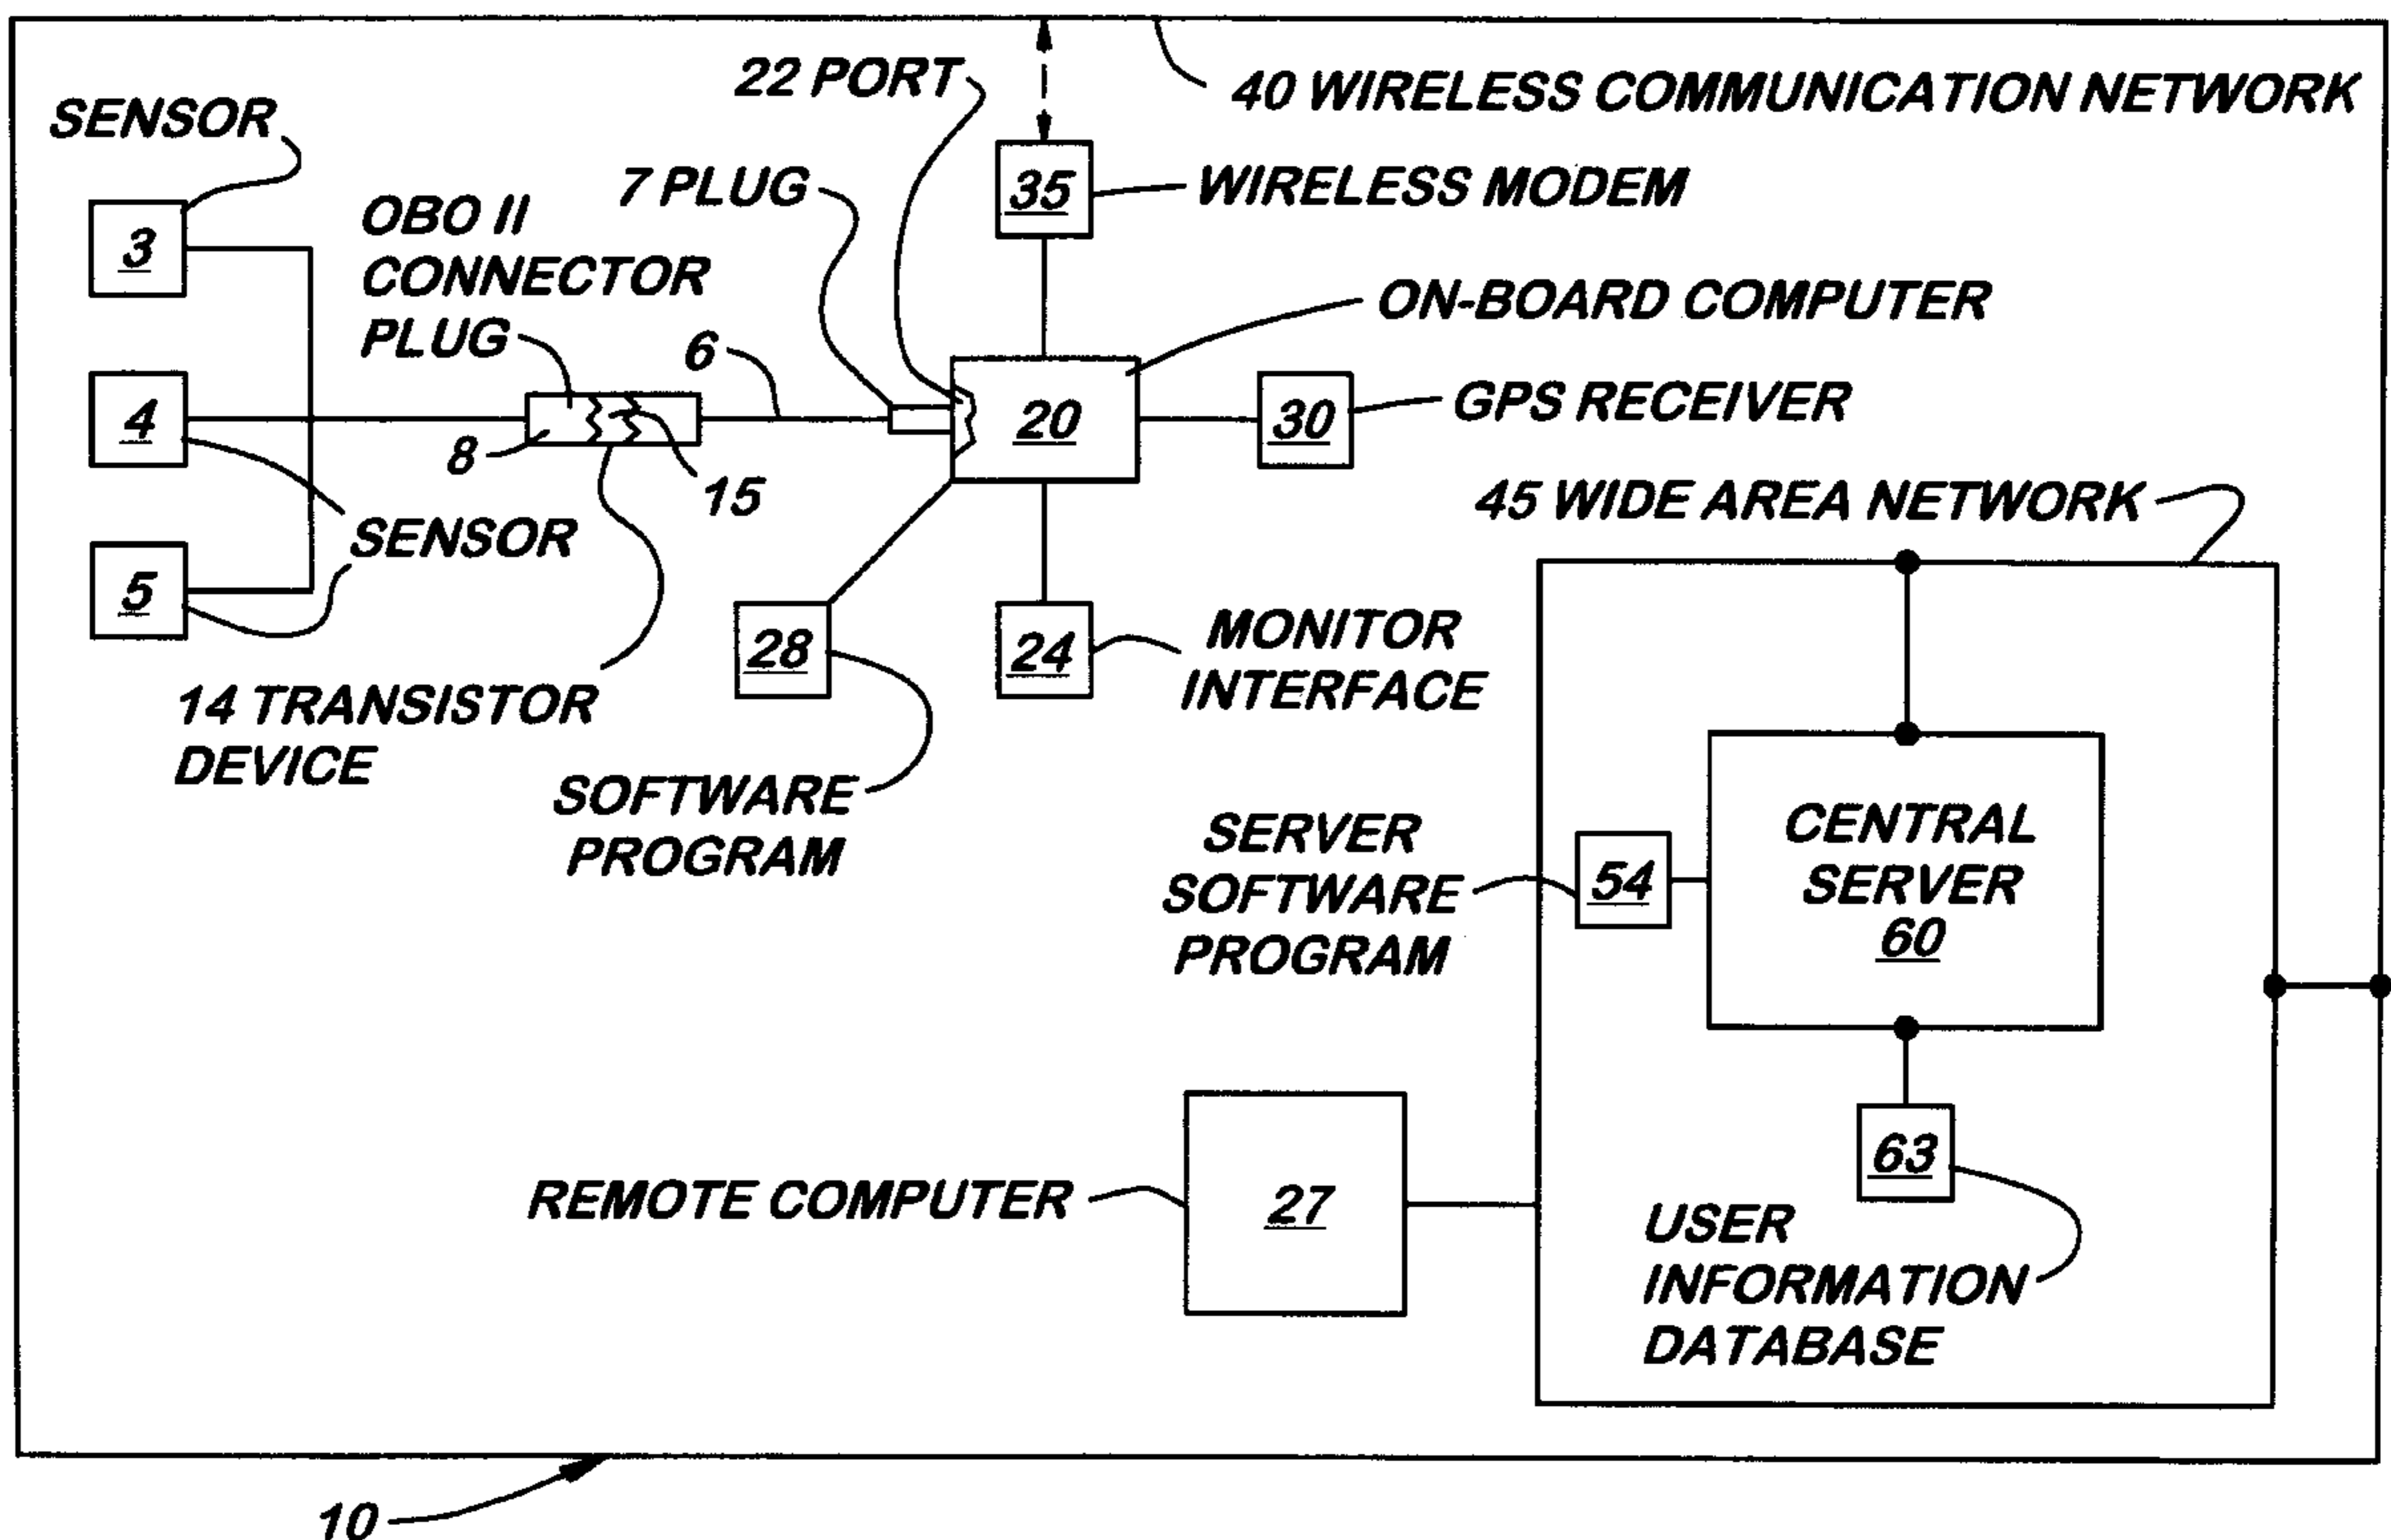 22 PORT
40 WIRELESS COMMUNICATION NETWORK
SENSOR
7 PLUG
35
WIRELESS MODEM
3
OBO II
CONNECTOR
PLUG
6
ON-BOARD COMPUTER
4
8
15
20
30
GPS RECEIVER
45 WIDE AREA NETWORK
SENSOR
5
28
24
MONITOR
INTERFACE
14 TRANSISTOR
DEVICE
SOFTWARE
PROGRAM
SERVER
SOFTWARE
PROGRAM
54
CENTRAL
SERVER
60
REMOTE COMPUTER
27
63
USER
INFORMATION
DATABASE
10